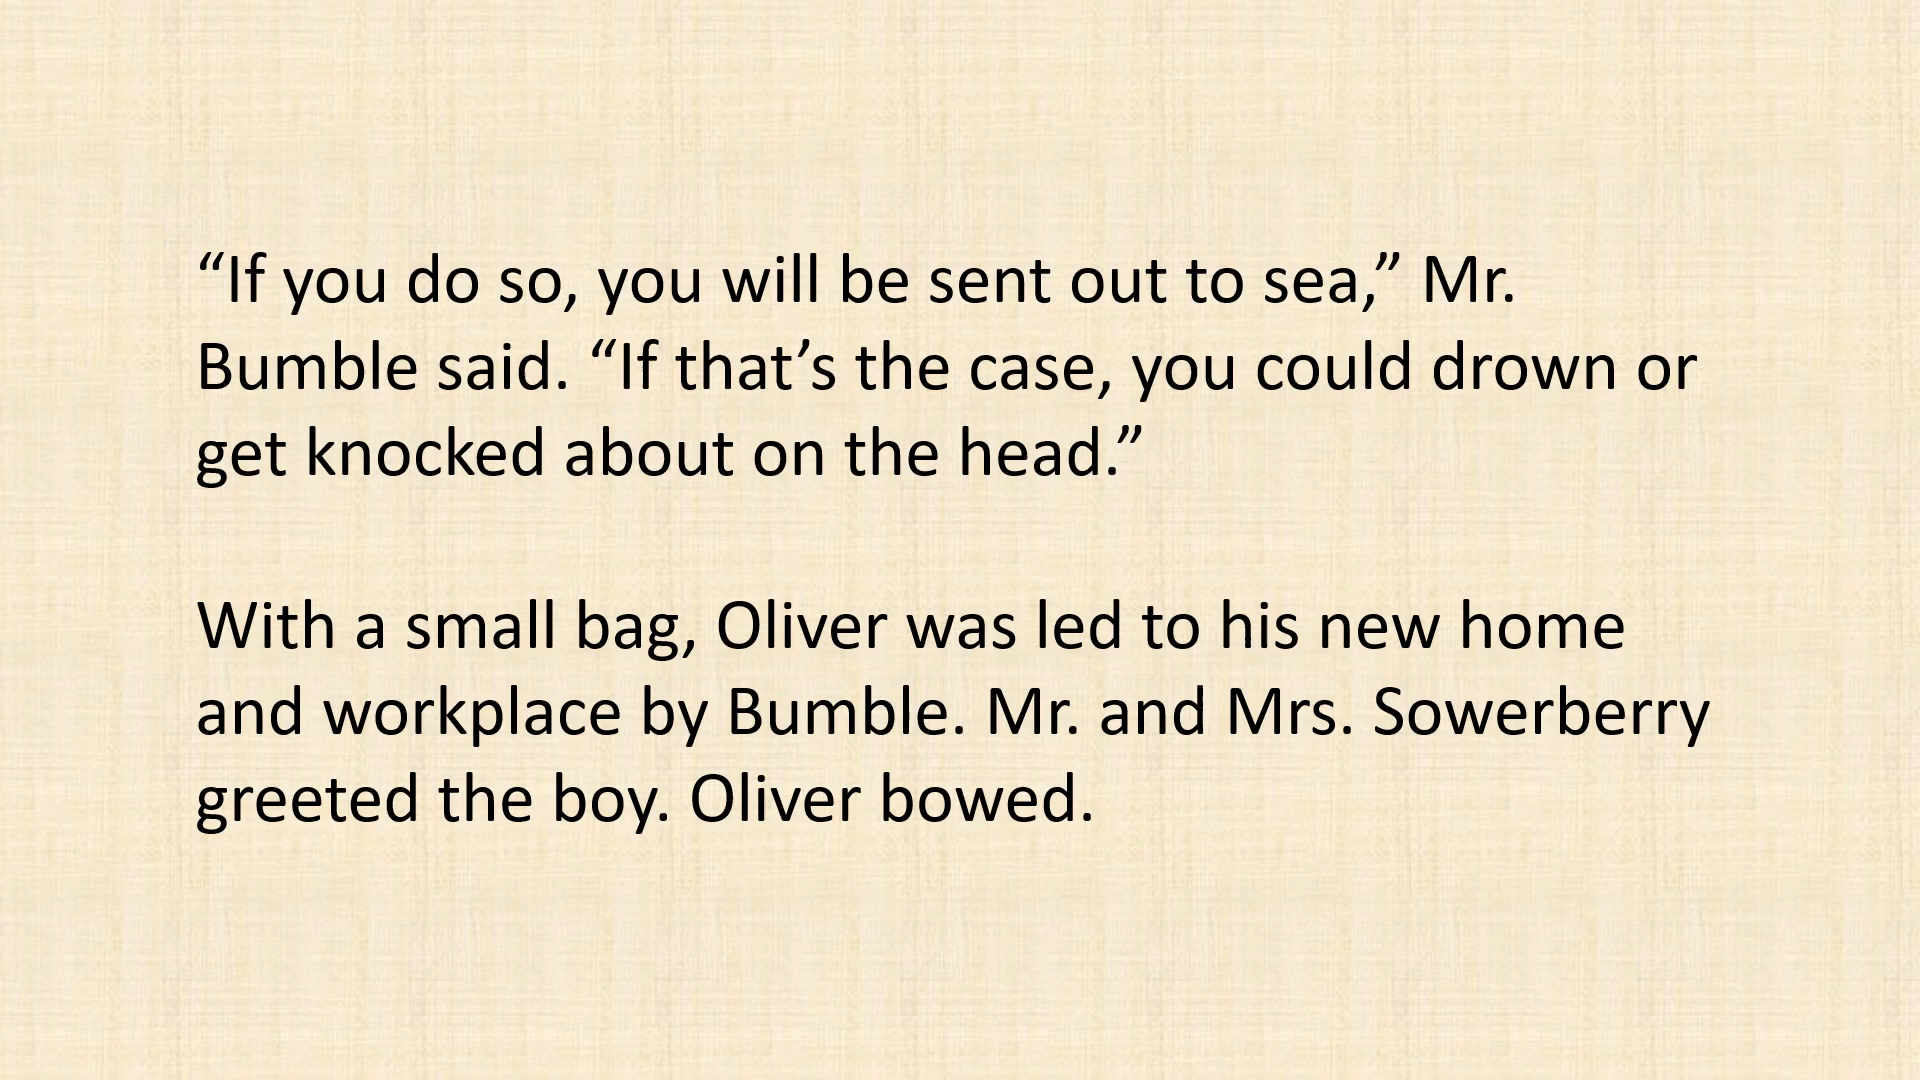 “If you do so, you will be sent out to sea,” Mr.
Bumble said. “If that’s the case, you could drown or
get knocked about on the head.”
With a small bag, Oliver was led to his new home
and workplace by Bumble. Mr. and Mrs. Sowerberry
greeted the boy. Oliver bowed.